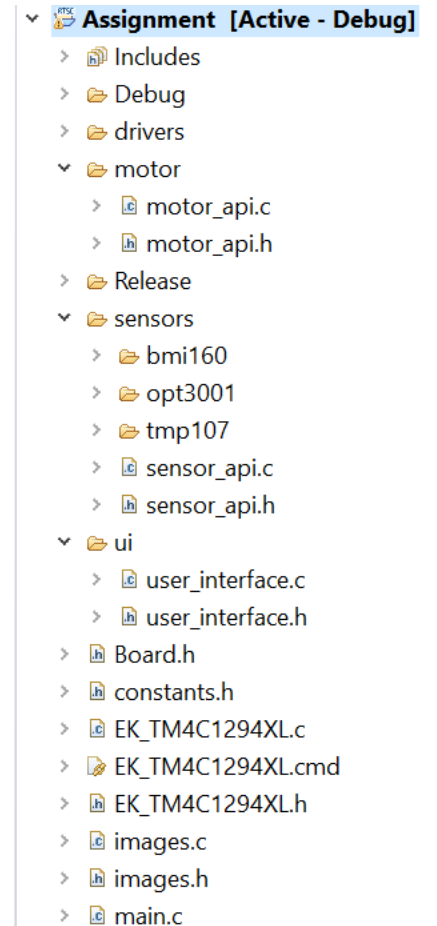 Assignment [Active - Debug]
Includes
Debug
drivers
motor
motor_api.c
motor_api.h
Release
sensors
bmi160
opt3001
tmp107
sensor_api.c
sensor_api.h
ui
user_interface.c
user_interface.h
Board.h
constants.h
EK_TM4C1294XL.c
EK_TM4C1294XL.cmd
EK_TM4C1294XL.h
images.c
images.h
main.c